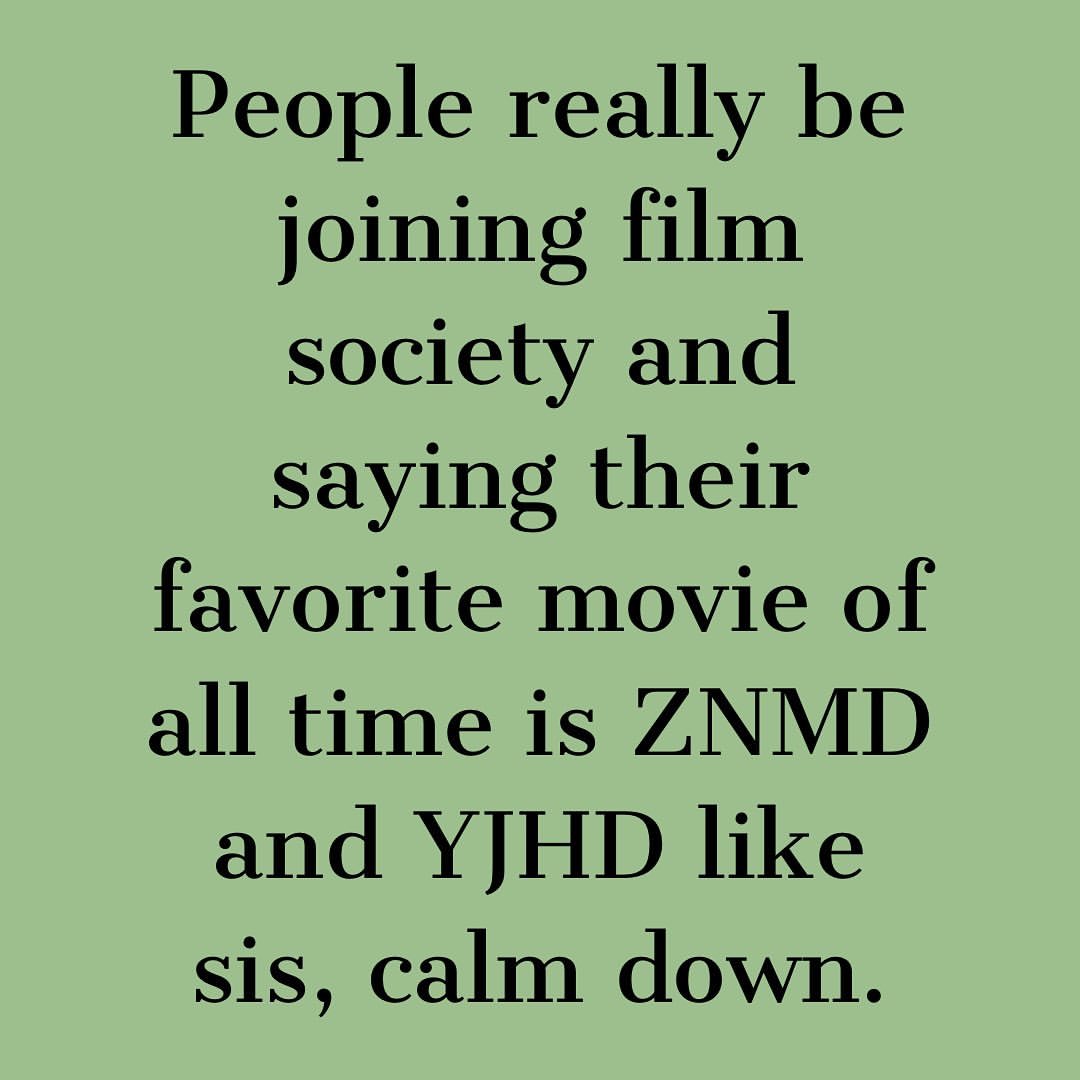 People really be
joining film
society and
saying their
favorite movie of
all time is ZNMD
and YJHD like
sis, calm down.